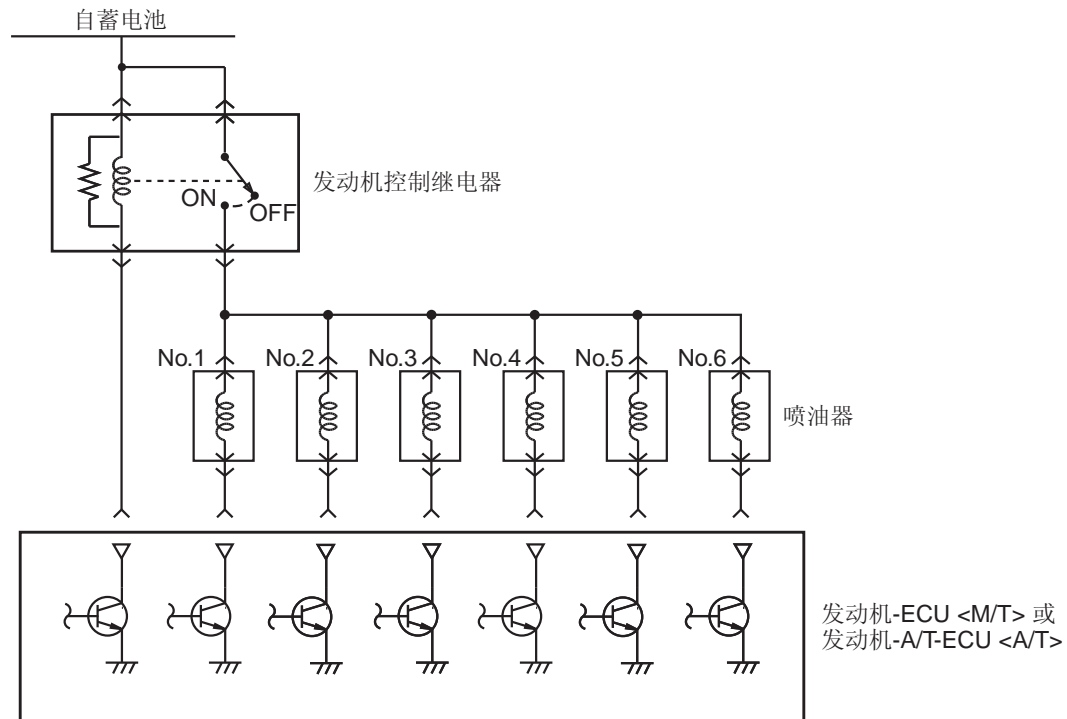 自蓄电池
发动机控制继电器
ON
OFF
No.1 No.2 No.3 No.4 No.5 No.6
喷油器
发动机-ECU <M/T> 或
发动机-A/T-ECU <A/T>